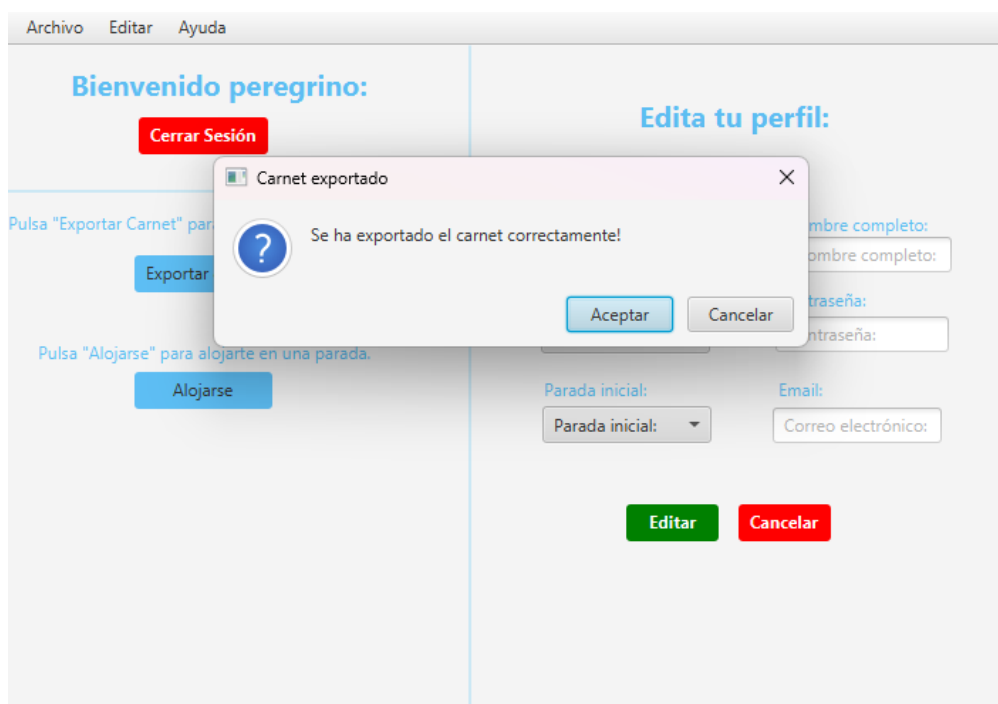 Archivo Editar Ayuda
Bienvenido peregrino:
Cerrar Sesión
Pulsa "Exportar Carnet" par
Exportar
Pulsa "Alojarse" para alojarte en una parada.
Alojarse
Carnet exportado
?
Se ha exportado el carnet correctamente!
Aceptar Cancelar
Edita tu perfil:
mbre completo:
ombre completo:
traseña:
ntraseña:
Parada inicial: Email:
Parada inicial: Correo electrónico:
Editar Cancelar